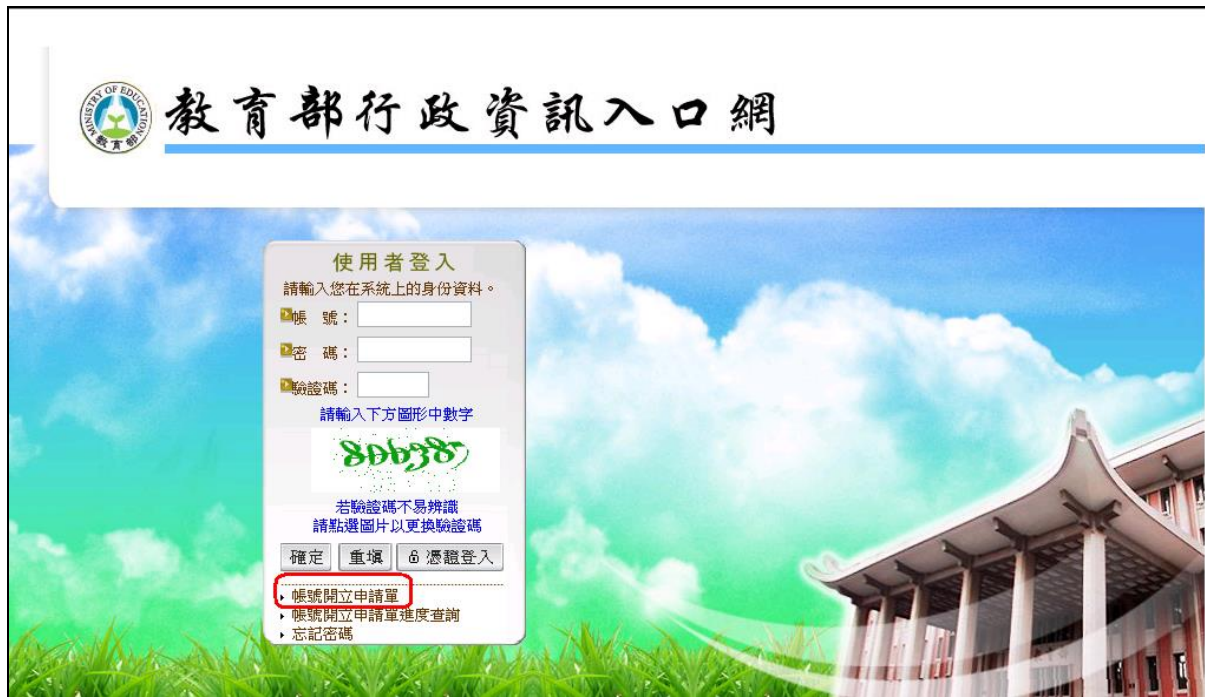 MINISTRY OF EDUCATION
教育部
教育部行政資訊入口網
使用者登入
請輸入您在系統上的身份資料。
帳 號：
密 碼：
驗證碼：
請輸入下方圖形中數字
若驗證碼不易辨識
請點選圖片以更換驗證碼
確定 重填 憑證登入
帳號開立申請單
帳號開立申請單進度查詢
忘記密碼